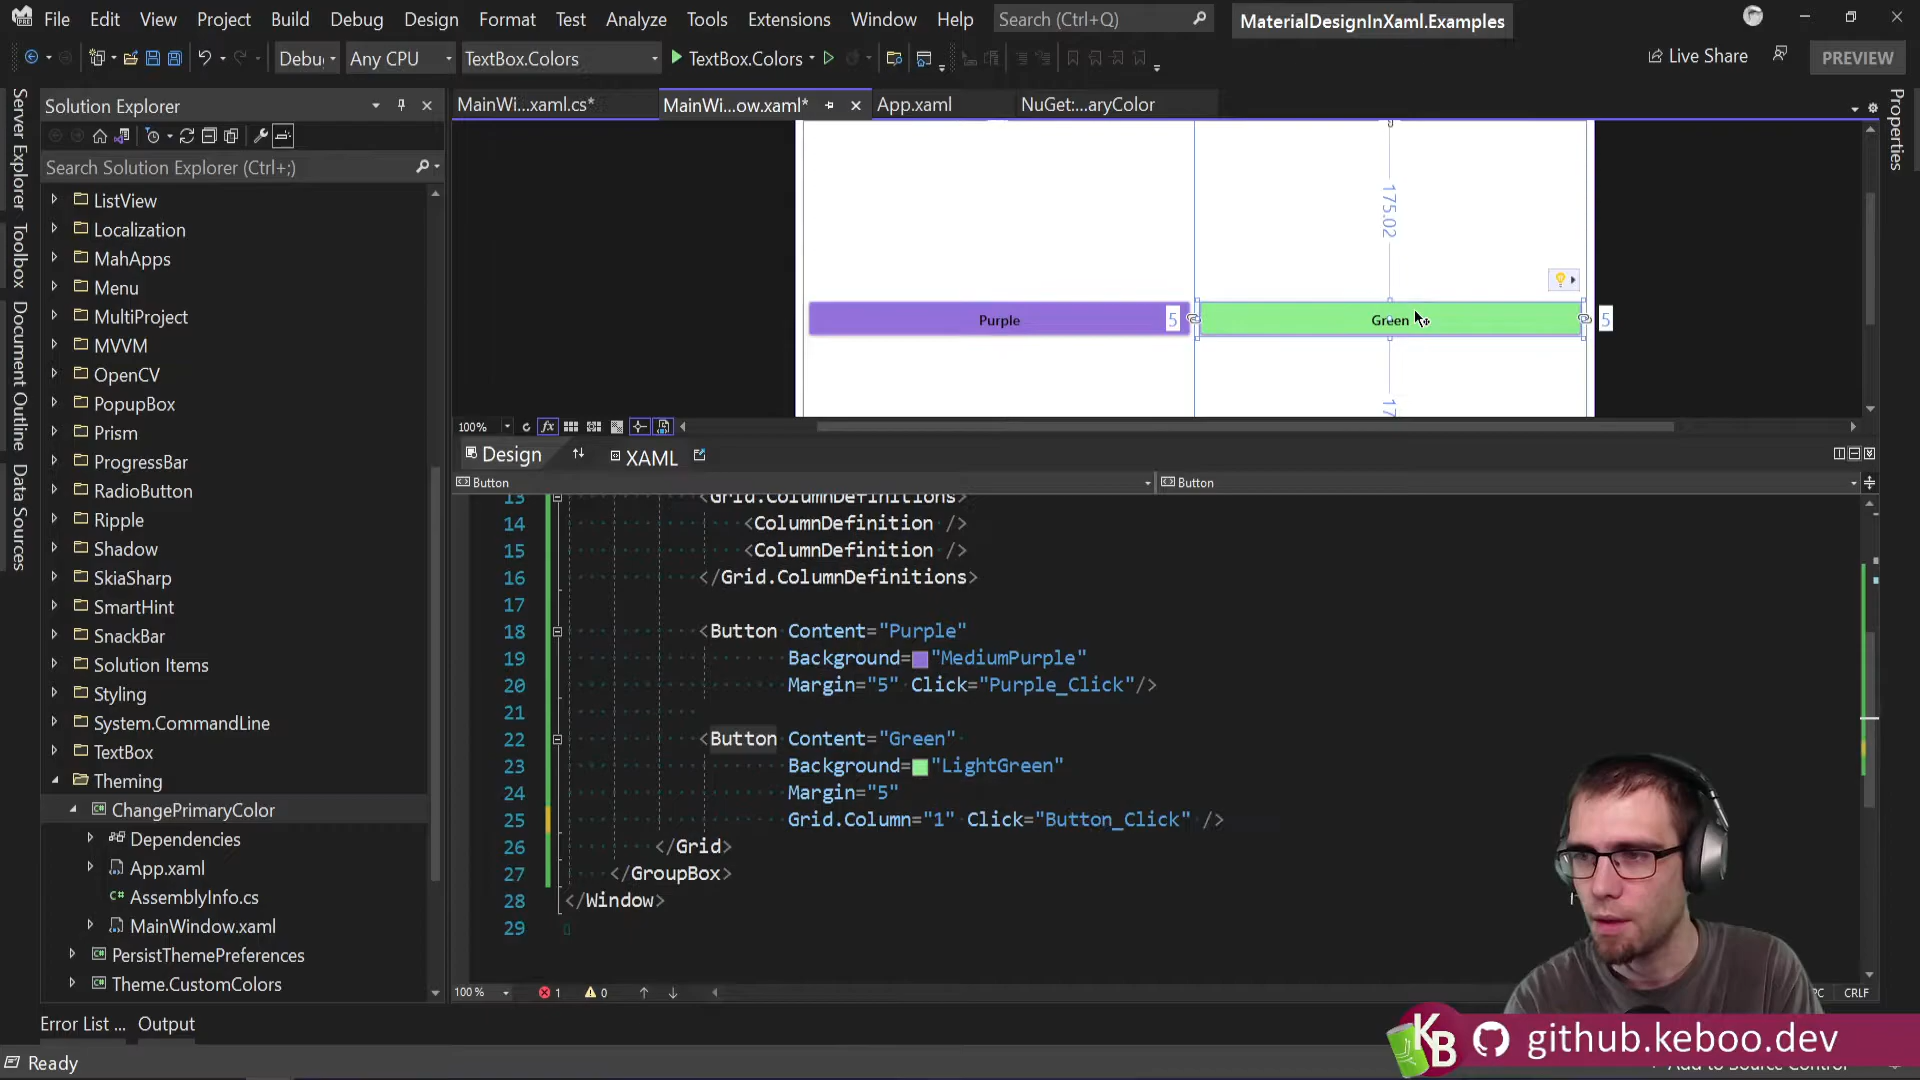 File Edit View Project Build Debug Design Format Test Analyze Tools Extensions Window Help Search (Ctrl+Q) MaterialDesignInXaml.Examples
Debug Any CPU TextBox.Colors TextBox.Colors Live Share PREVIEW
Server Explorer
Toolbox
Document Outline
Data Sources
Solution Explorer
Search Solution Explorer (Ctrl+;)
ListView
Localization
MahApps
Menu
MultiProject
MVVM
OpenCV
PopupBox
Prism
ProgressBar
RadioButton
Ripple
Shadow
SkiaSharp
SmartHint
SnackBar
Solution Items
Styling
System.CommandLine
TextBox
Theming
ChangePrimaryColor
Dependencies
App.xaml
AssemblyInfo.cs
MainWindow.xaml
PersistThemePreferences
Theme.CustomColors
MainWi...xaml.cs* MainWi...ow.xaml* App.xaml NuGet:...aryColor
Properties
175.02
Purple 5 Green 5
17
100%
Design XAML
Button Button
13 <Grid.ColumnDefinitions>
14 <ColumnDefinition />
15 <ColumnDefinition />
16 </Grid.ColumnDefinitions>
17
18 <Button Content="Purple"
19 Background="MediumPurple"
20 Margin="5" Click="Purple_Click"/>
21
22 <Button Content="Green"
23 Background="LightGreen"
24 Margin="5"
25 Grid.Column="1" Click="Button_Click" />
26 </Grid>
27 </GroupBox>
28 </Window>
29
100% 1 0 CRLF
Error List ... Output
Ready
KB github.keboo.dev